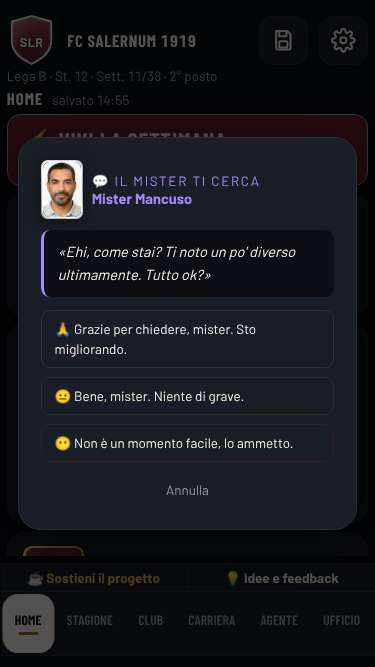 SLR
FC SALERNUM 1919
Lega B · St. 12 · Sett. 11/38 · 2° posto
HOME salvato 14:55
⚡ VIVI LA SETTIMANA
💬 IL MISTER TI CERCA
Mister Mancuso
«Ehi, come stai? Ti noto un po' diverso
ultimamente. Tutto ok?»
🙏 Grazie per chiedere, mister. Sto
migliorando.
😐 Bene, mister. Niente di grave.
😶 Non è un momento facile, lo ammetto.
Annulla
☕ Sostieni il progetto
💡 Idee e feedback
HOME
STAGIONE
CLUB
CARRIERA
AGENTE
UFFICIO